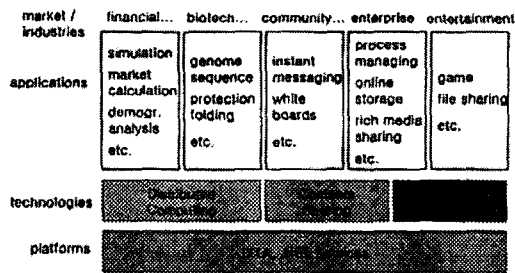 market /
industries
financial... biotech... community... enterprise entertainment
applications
simulation
market
calculation
demogr.
analysis
etc.
genome
sequence
protection
folding
etc.
instant
messaging
white
boards
etc.
process
managing
online
storage
rich media
sharing
etc.
game
file sharing
etc.
technologies
Distributed
Computing
platforms